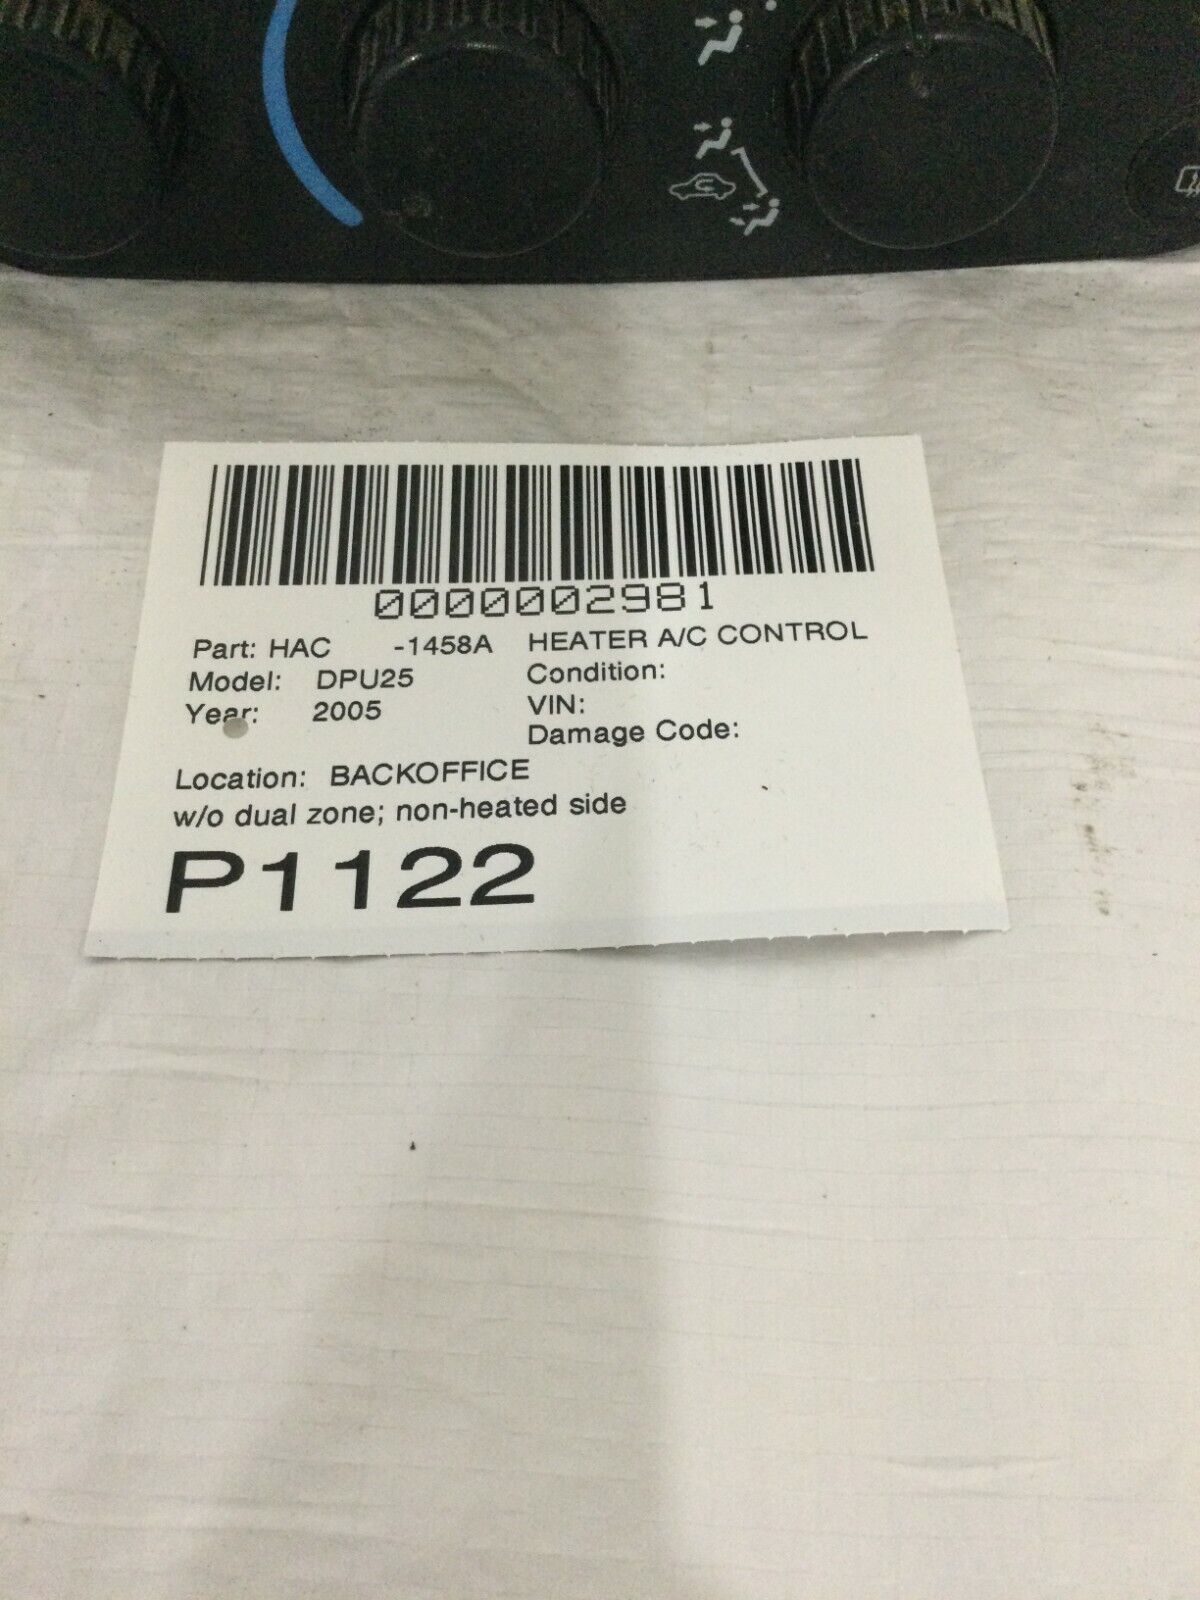 0000002981
Part: HAC -1458A HEATER A/C CONTROL
Model: DPU25 Condition:
Year: 2005 VIN:
Damage Code:
Location: BACKOFFICE
w/o dual zone; non-heated side
P1122